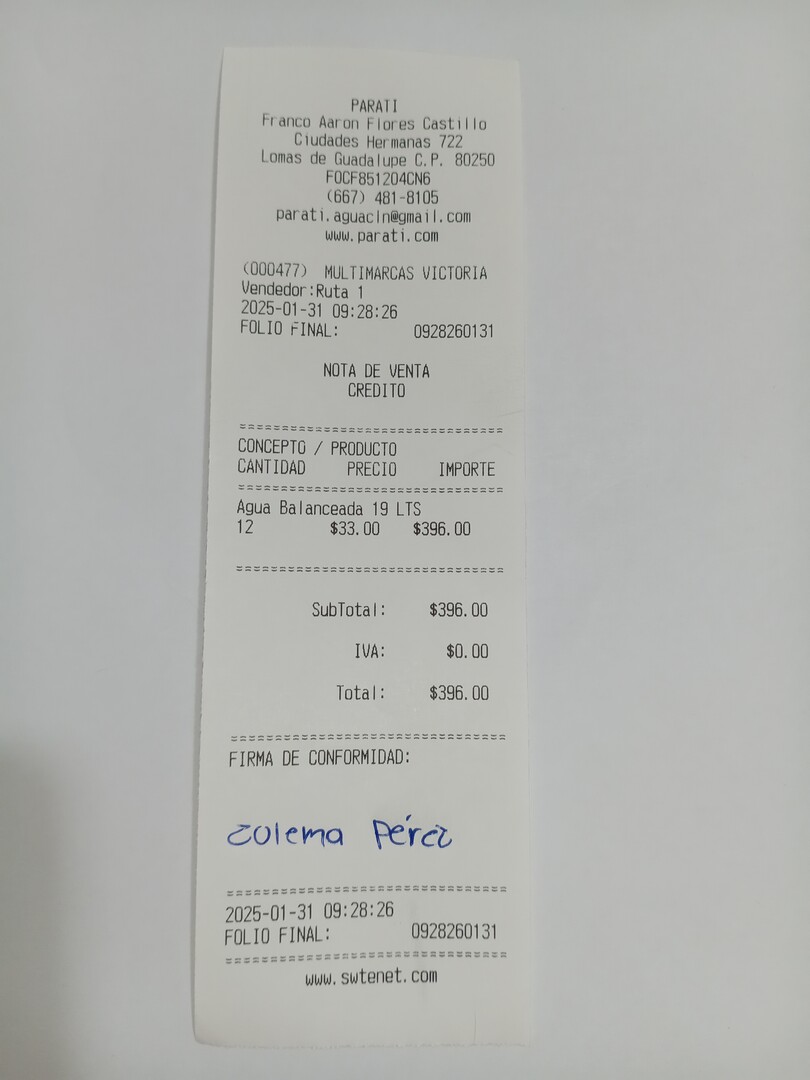 PARATI
Franco Aaron Flores Castillo
Ciudades Hermanas 722
Lomas de Guadalupe C.P. 80250
FOCF851204CN6
(667) 481-8105
parati.aguacln@gmail.com
www.parati.com
(000477) MULTIMARCAS VICTORIA
Vendedor:Ruta 1
2025-01-31 09:28:26
FOLIO FINAL: 0928260131
NOTA DE VENTA
CREDITO
===============================
CONCEPTO / PRODUCTO
CANTIDAD PRECIO IMPORTE
===============================
Agua Balanceada 19 LTS
12 $33.00 $396.00
===============================
SubTotal: $396.00
IVA: $0.00
Total: $396.00
===============================
FIRMA DE CONFORMIDAD:
zulema Pérez
===============================
2025-01-31 09:28:26
FOLIO FINAL: 0928260131
===============================
www.swtenet.com